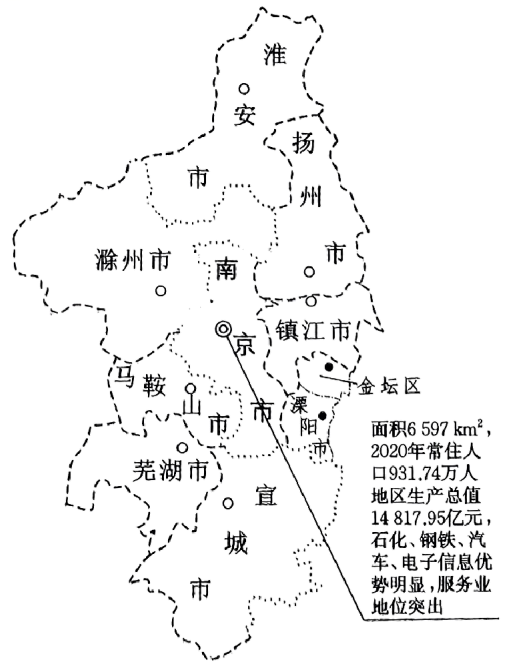 淮安市
扬州市
滁州市
南京市
镇江市
金坛区
马鞍山市
溧阳市
芜湖市
宣城市
面积6 597 km²，
2020年常住人
口931.74万人
地区生产总值
14 817.95亿元，
石化、钢铁、汽
车、电子信息优
势明显，服务业
地位突出